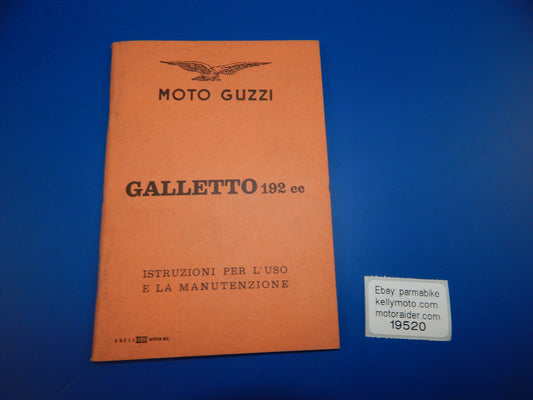 MOTO GUZZI
GALLETTO 192 cc
ISTRUZIONI PER L'USO
E LA MANUTENZIONE
Ebay: parmabike
kellymoto.com
motoraider.com
19520